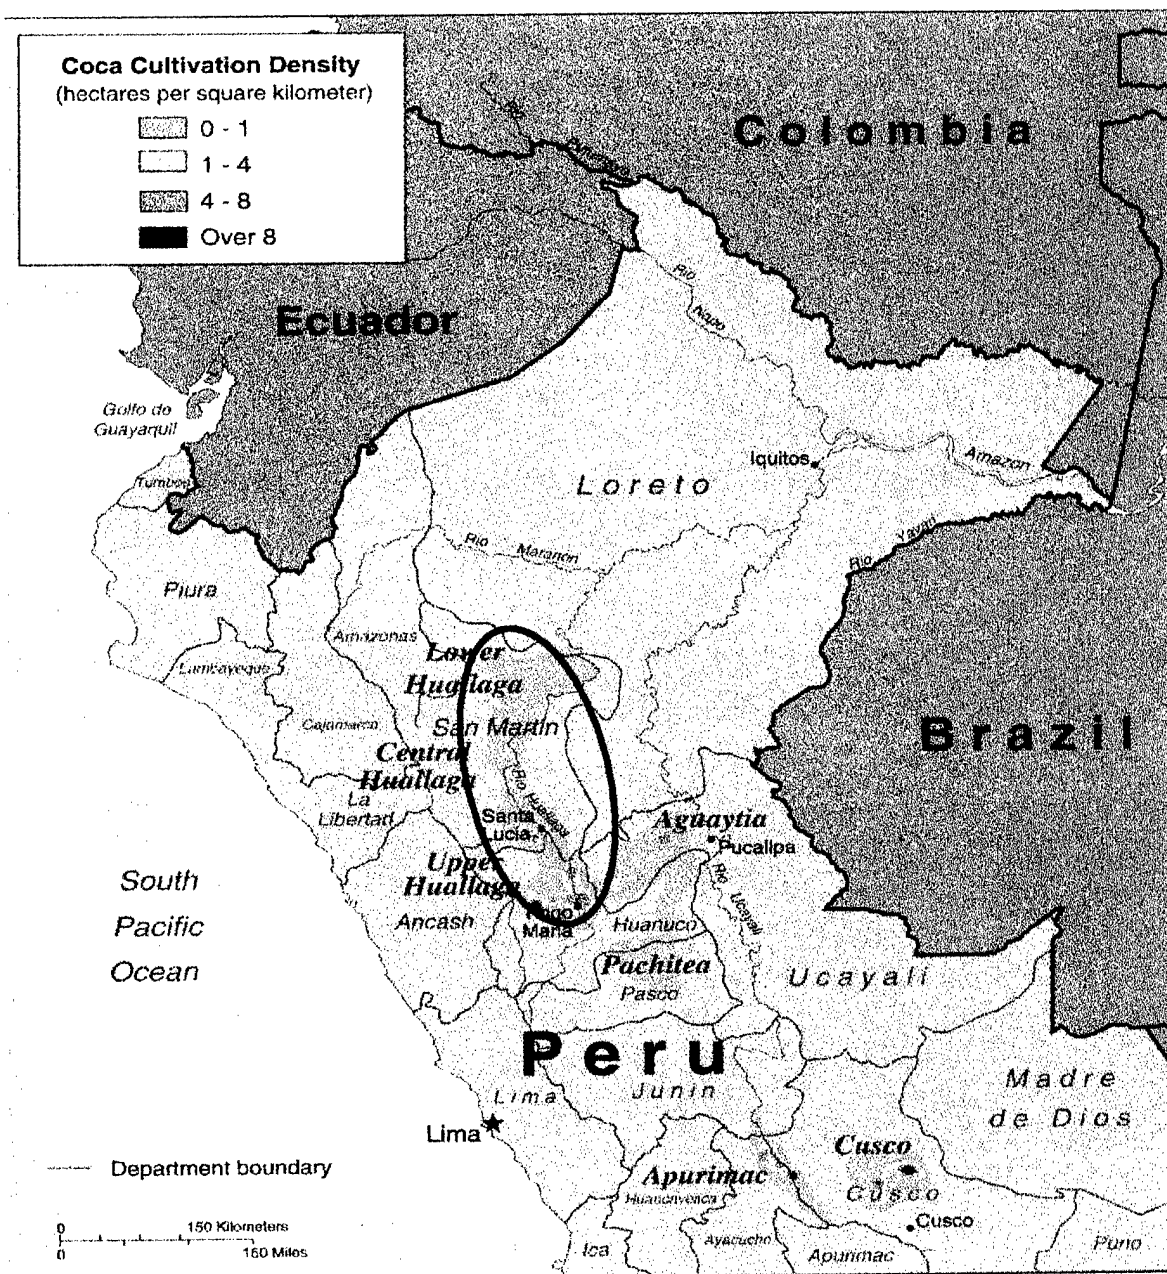 Coca Cultivation Density
(hectares per square kilometer)
0 - 1
1 - 4
4 - 8
Over 8
Colombia
Rio
Ecuador
Rio
Napo
Golfo de
Guayaquil
Iquitos
Amazon
Loreto
Tumbes
Rio Marañon
Rio Yavari
Piura
Amazonas
Lower
Huallaga
Lambayeque
San Martin
Cajamarca
Brazil
Central
Huallaga
Rio Huallaga
La
Libertad
Santa
Lucia
Aguaytia
Pucallpa
Upper
Huallaga
Rio Ucayali
South
Pacific
Ocean
Ancash
Maria
Huanuco
Pachitea
Pasco
Ucayali
Peru
Madre
de Dios
Lima
Junin
Lima
Cusco
Department boundary
Apurimac
Huancavelica
Cusco
Cusco
0 150 Kilometers
0 150 Miles
Ica
Ayacucho
Apurimac
Puno